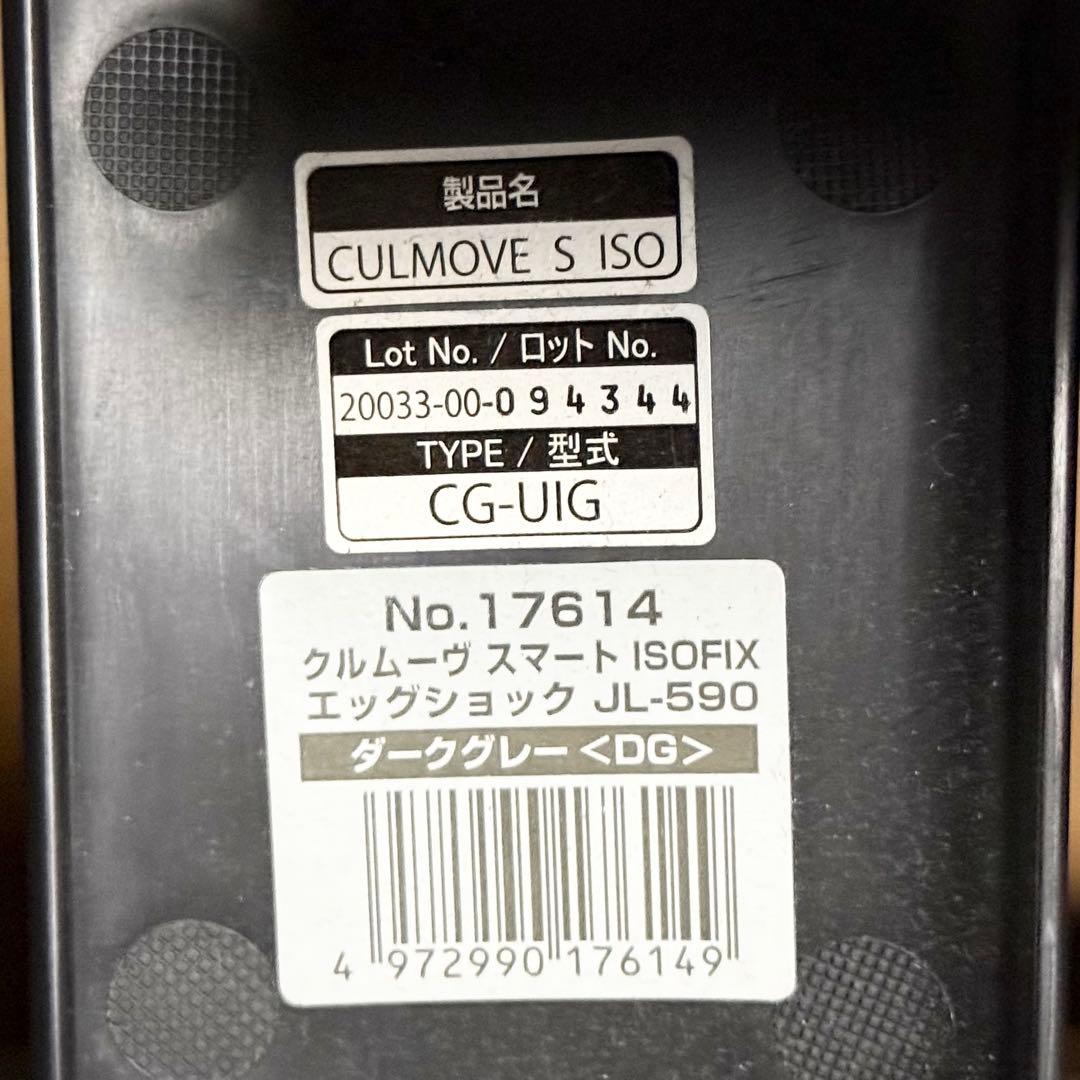 製品名
CULMOVE S ISO
Lot No. / ロット No.
20033-00-094344
TYPE / 型式
CG-UIG
No.17614
クルムーヴ スマート ISOFIX
エッグショック JL-590
ダークグレー<DG>
4 972990 176149